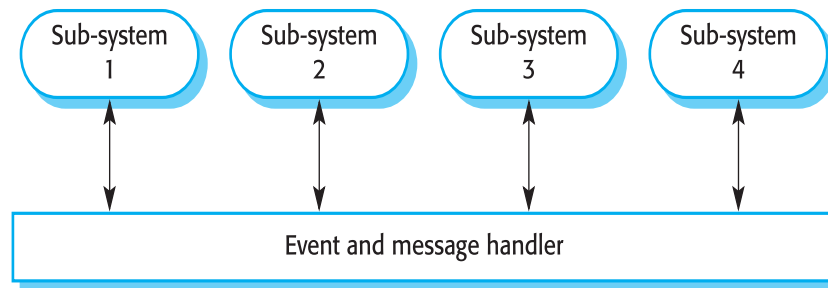 Sub-system
1
Sub-system
2
Sub-system
3
Sub-system
4
Event and message handler